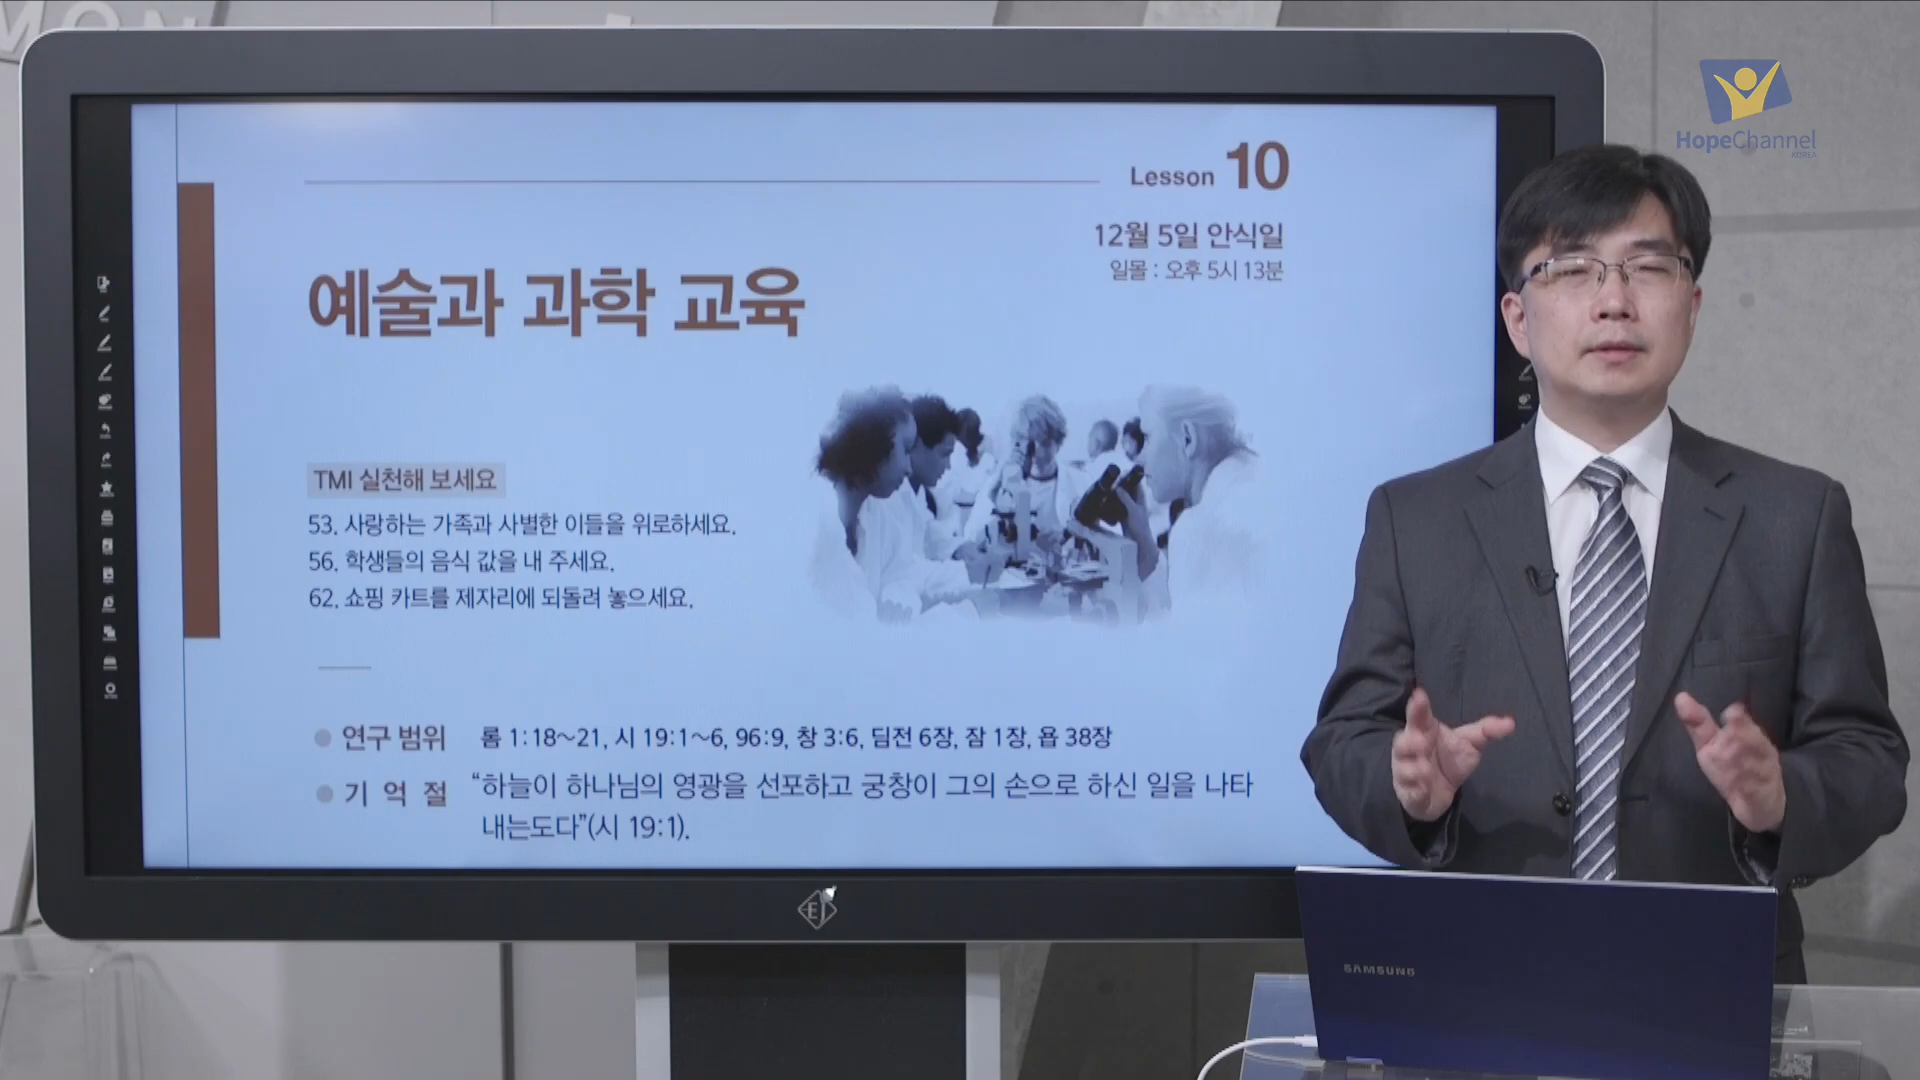 MON
HopeChannel
KOREA
Lesson 10
12월 5일 안식일
일몰 : 오후 5시 13분
예술과 과학 교육
TMI 실천해 보세요
53. 사랑하는 가족과 사별한 이들을 위로하세요.
56. 학생들의 음식 값을 내 주세요.
62. 쇼핑 카트를 제자리에 되돌려 놓으세요.
연구 범위 롬 1:18~21, 시 19:1~6, 96:9, 창 3:6, 딤전 6장, 잠 1장, 욥 38장
기 억 절 “하늘이 하나님의 영광을 선포하고 궁창이 그의 손으로 하신 일을 나타
내는도다”(시 19:1).
SAMSUNG